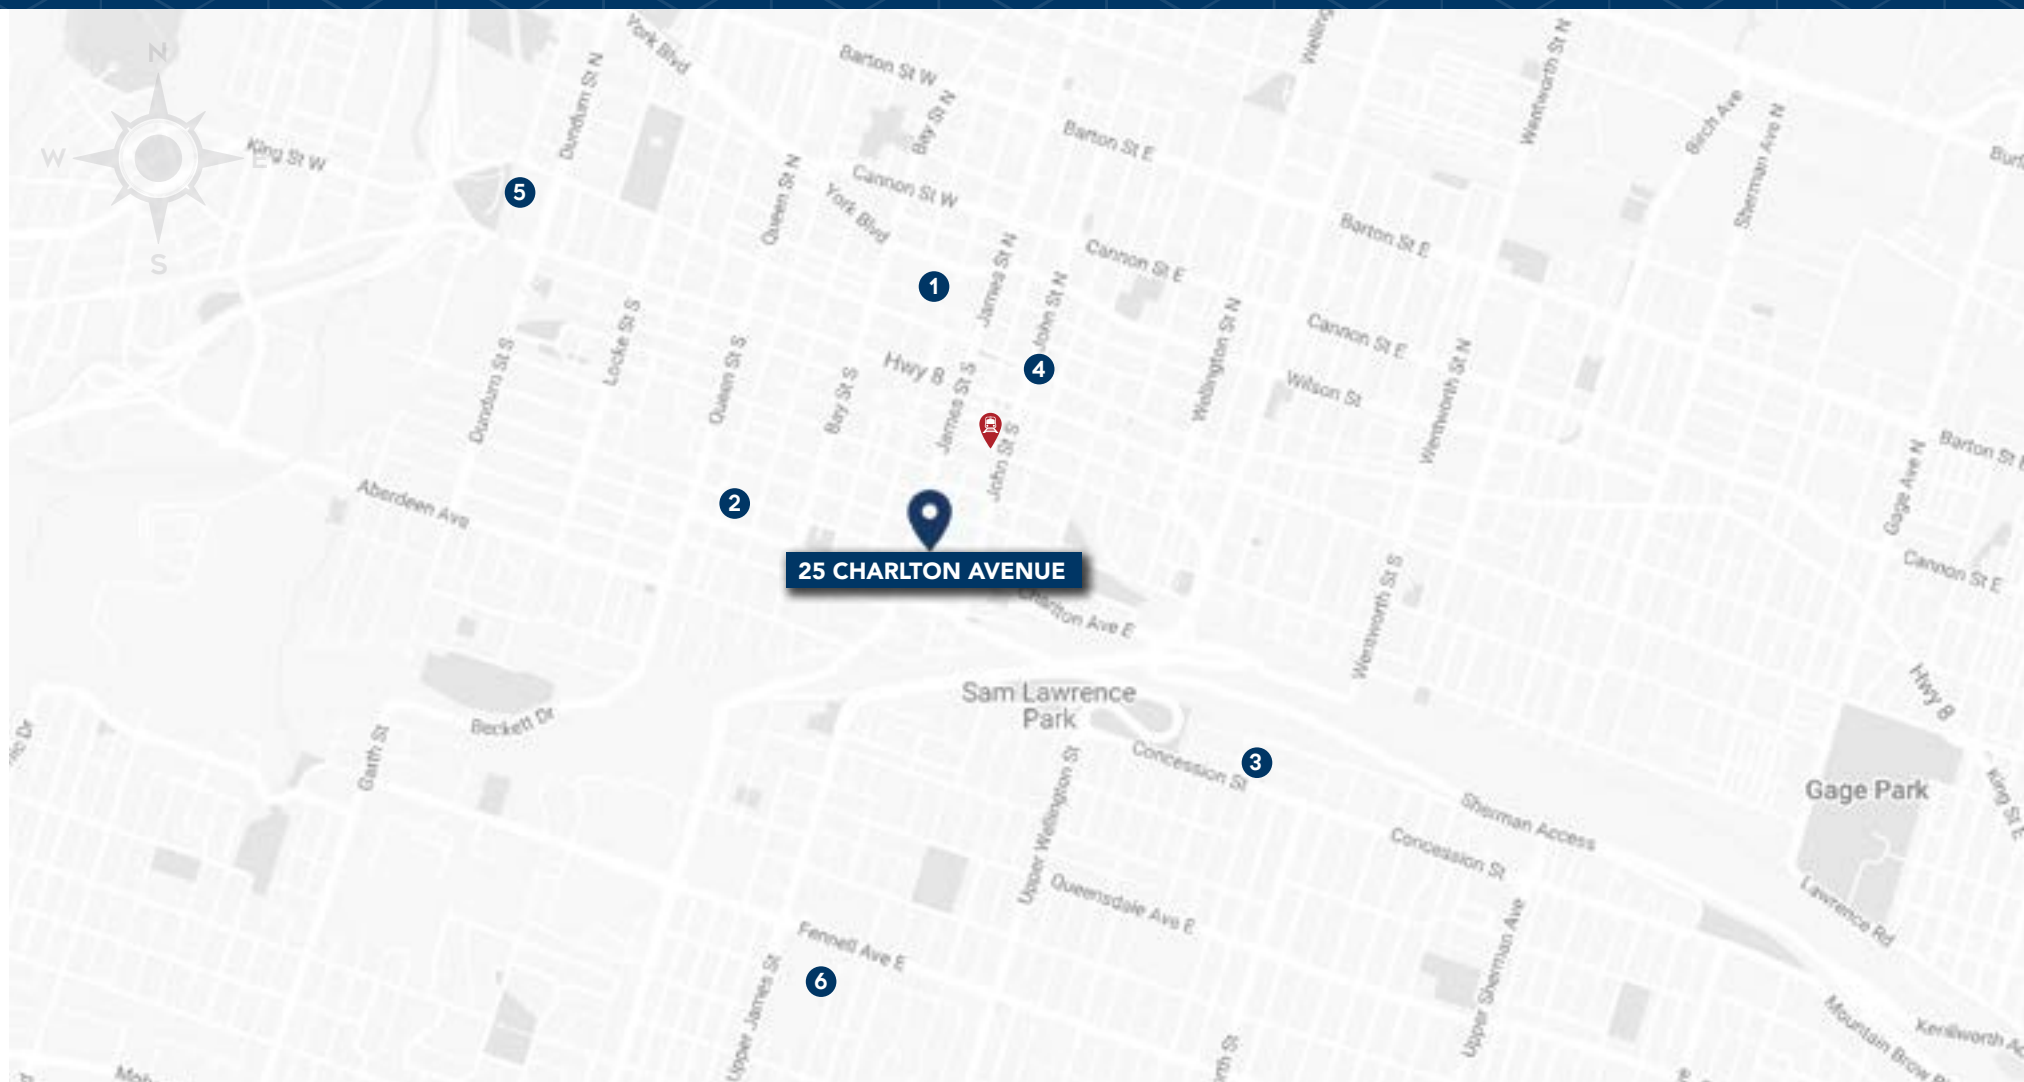 York Blvd
Barton St W
Wentworth St N
N
Dundurn St N
Bay St N
Birch Ave
Sherman Ave N
Barton St E
King St W
W
E
5
Cannon St W
Queen St N
York Blvd
Barton St E
S
Cannon St E
1
James St N
John St N
Wellington St N
Cannon St E
Locke St S
Hwy 8
4
Wilson St
Dundurn St S
Queen St S
Bay St S
James St S
Wentworth St N
John St S
Barton St E
Gage Ave N
Aberdeen Ave
2
25 CHARLTON AVENUE
Cannon St E
Charlton Ave E
Wentworth St S
Sam Lawrence
Park
Hwy 8
Beckett Dr
Garth St
Concession St
3
Upper Wellington St
Gage Park
King St E
Sherman Access
Concession St
Queensdale Ave E
Lawrence Rd
Fennell Ave E
6
Upper James St
Upper Sherman Ave
Mountain Brow
Kenilworth